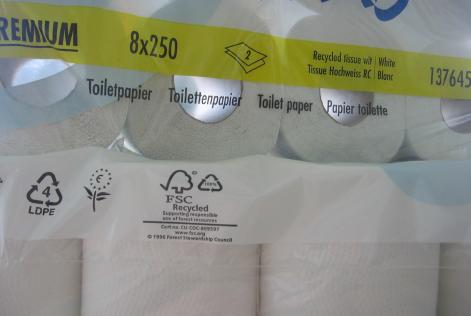 PREMIUM
8x250
2
Recycled tissue wit | White
Tissue Hochweiss RC | Blanc
137645
Toiletpapier Toilettenpapier Toilet paper Papier toilette
4
LDPE
€
100%
FSC
Recycled
Supporting responsible
use of forest resources
www.fsc.org
© 1996 Forest Stewardship Council